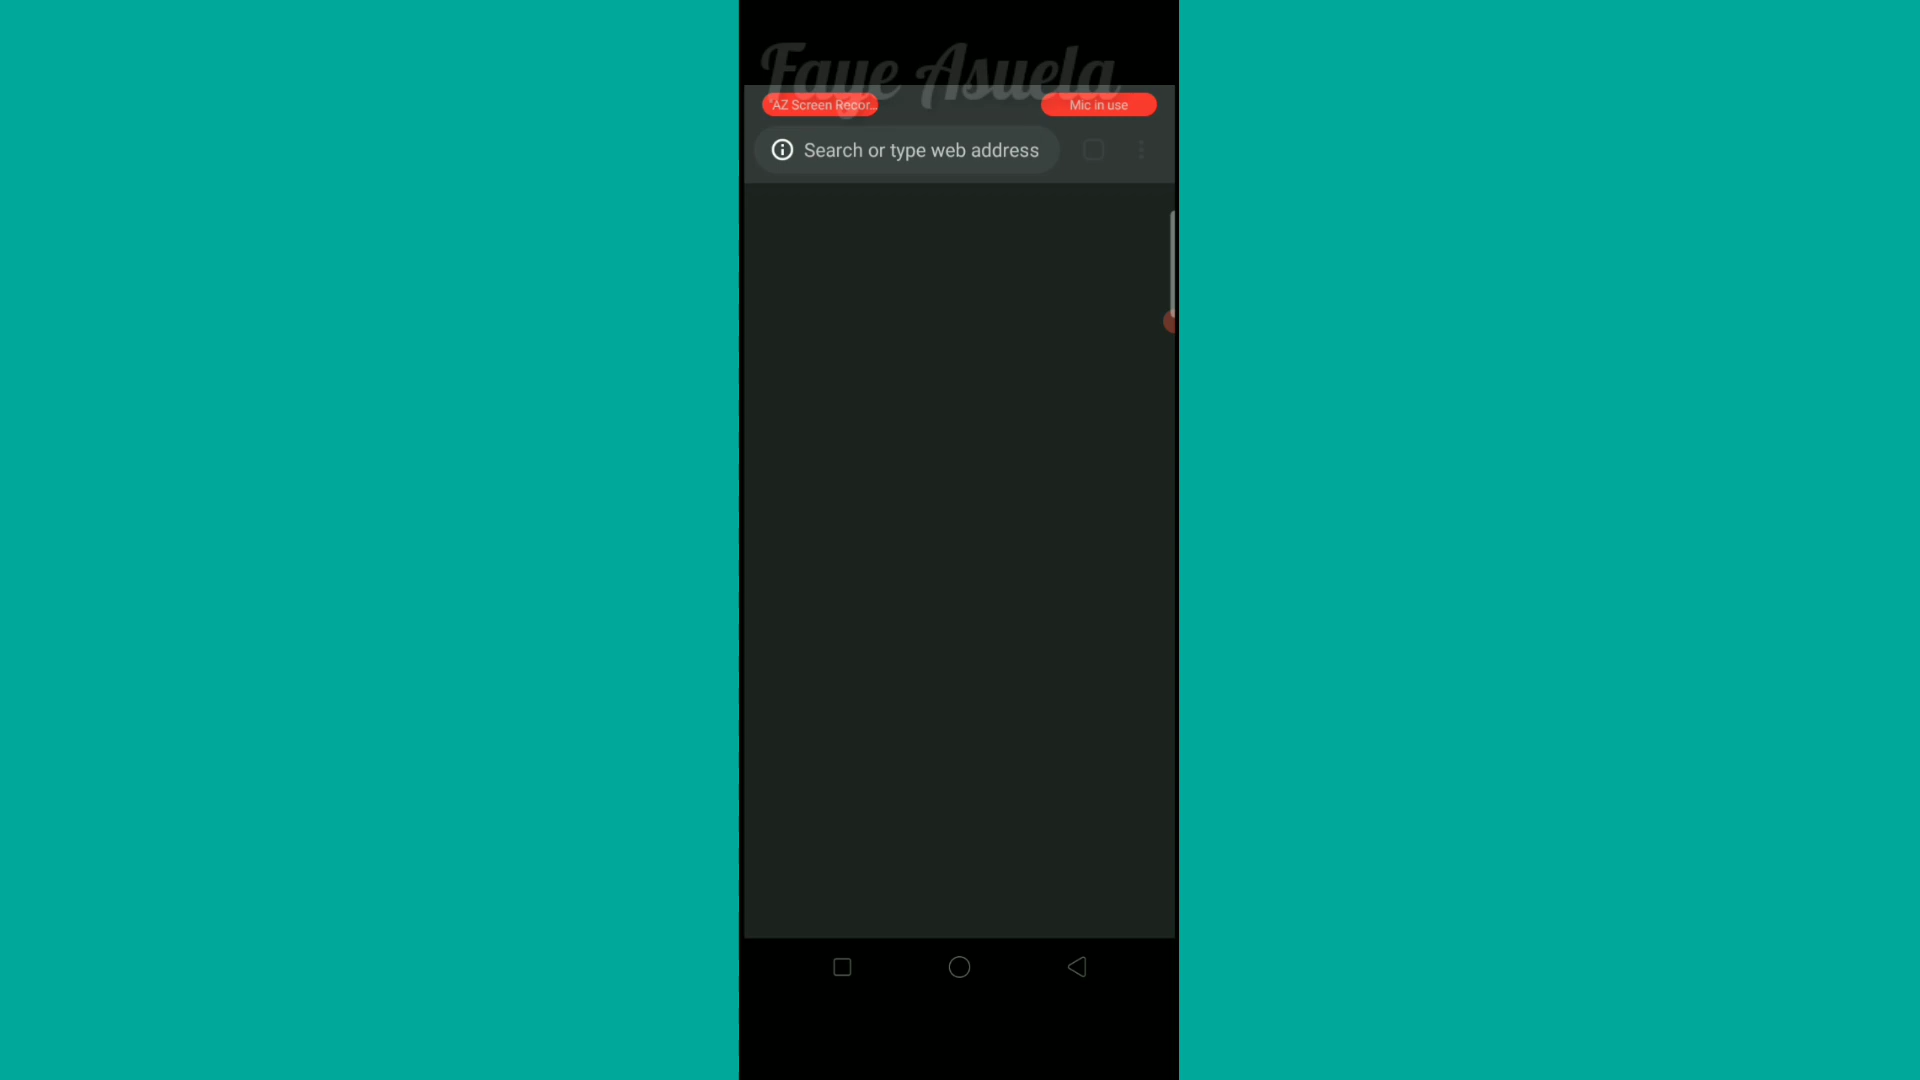 Faye Asuela
"AZ Screen Recor...
Mic in use
Search or type web address